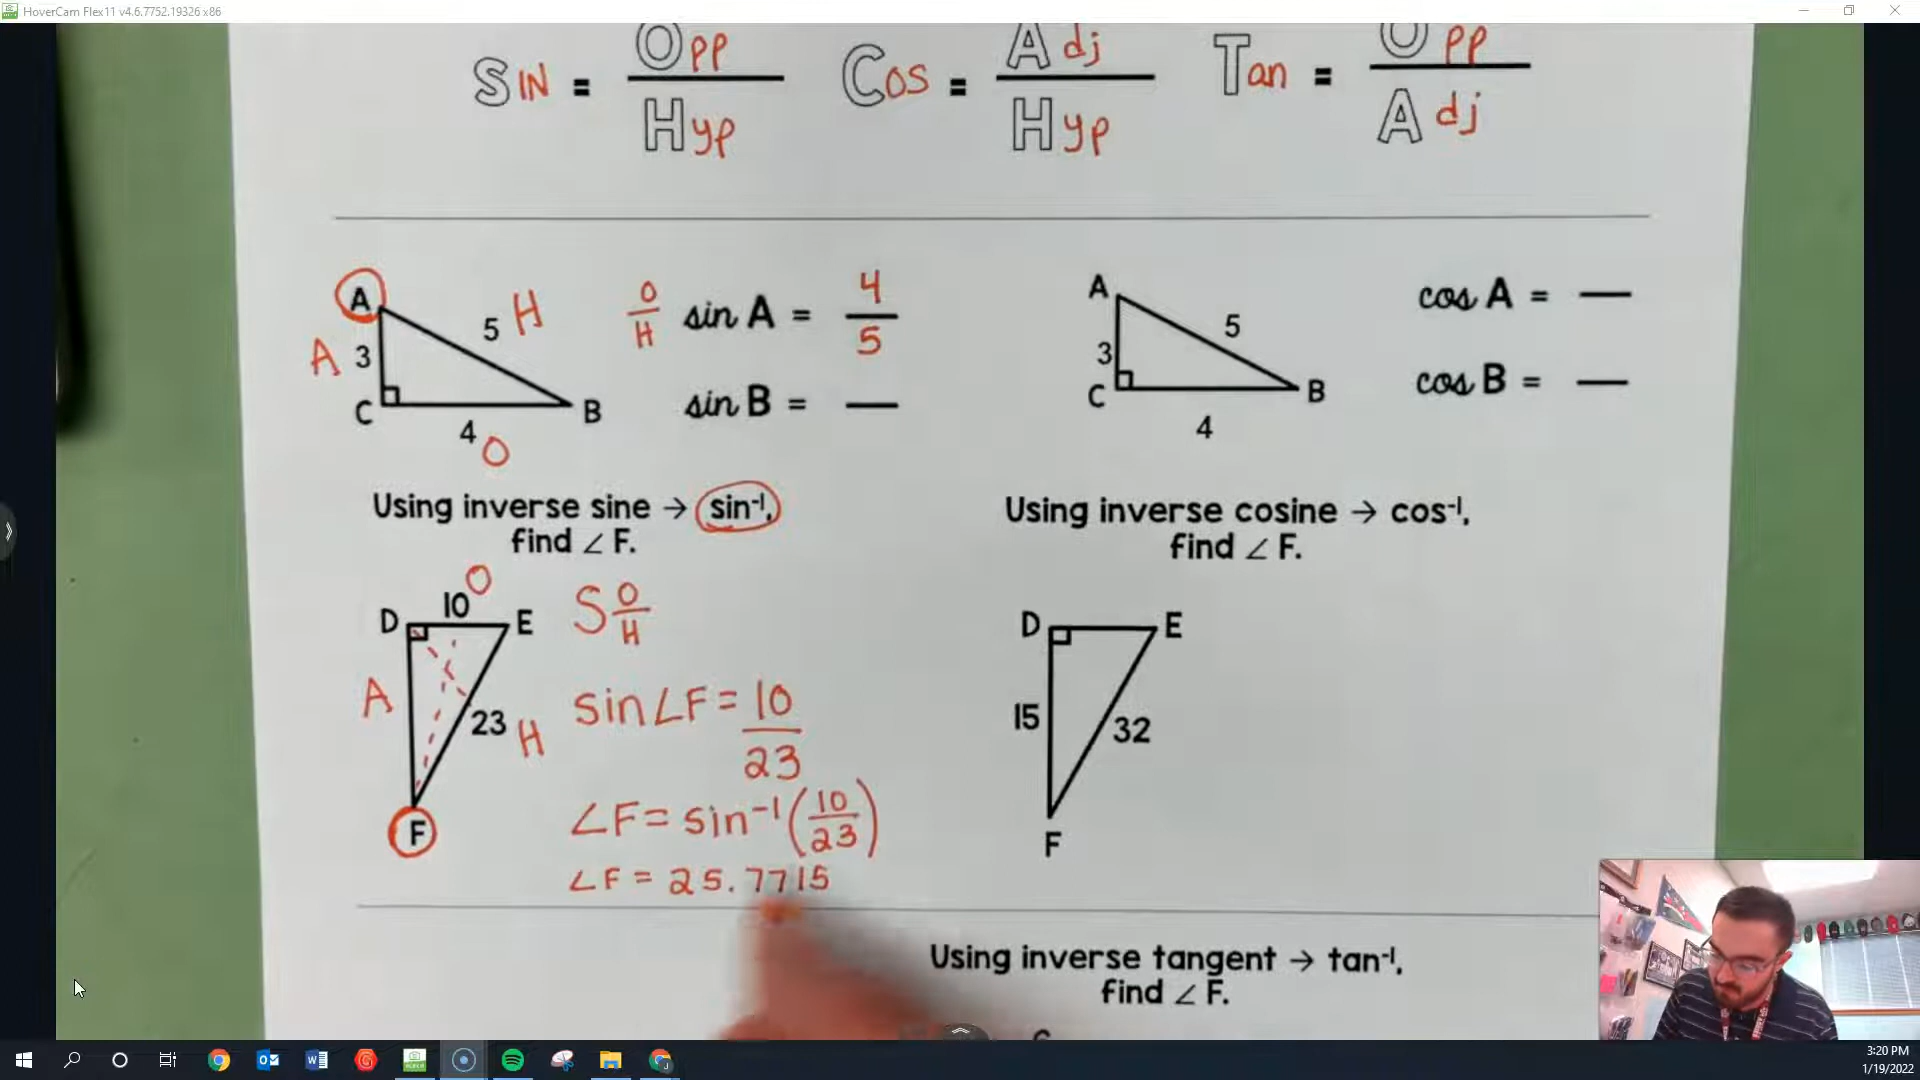 HoverCam Flex11 v4.6.7752.19326 x86
SIN = Opp / Hyp
Cos = Adj / Hyp
Tan = Opp / Adj
A
5 H
A 3
C
B
4 O
O/H sin A = 4/5
sin B = —
A
5
3
C
B
4
cos A = —
cos B = —
Using inverse sine → sin⁻¹,
find ∠ F.
Using inverse cosine → cos⁻¹,
find ∠ F.
D 10 O E
A
23 H
F
S O/H
sin∠F = 10/23
∠F = sin⁻¹(10/23)
∠F = 25.7715
D E
15 32
F
Using inverse tangent → tan⁻¹,
find ∠ F.
3:20 PM
1/19/2022